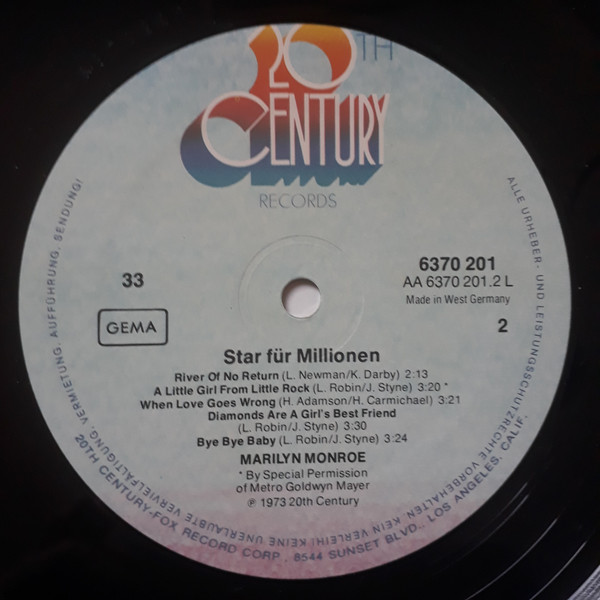 20TH
CENTURY
RECORDS
33
GEMA
6370 201
AA 6370 201.2 L
Made in West Germany
2
Star für Millionen
River Of No Return (L. Newman/K. Darby) 2:13
A Little Girl From Little Rock (L. Robin/J. Styne) 3:20 *
When Love Goes Wrong (H. Adamson/H. Carmichael) 3:21
Diamonds Are A Girl's Best Friend
(L. Robin/J. Styne) 3:30
Bye Bye Baby (L. Robin/J. Styne) 3:24
MARILYN MONROE
* By Special Permission
of Metro Goldwyn Mayer
℗ 1973 20th Century
ALLE URHEBER- UND LEISTUNGSSCHUTZRECHTE VORBEHALTEN. KEIN VERLEIH! KEINE UNERLAUBTE VERVIELFÄLTIGUNG, VERMIETUNG, AUFFÜHRUNG, SENDUNG!
20TH CENTURY-FOX RECORD CORP., 8544 SUNSET BLVD., LOS ANGELES, CALIF.